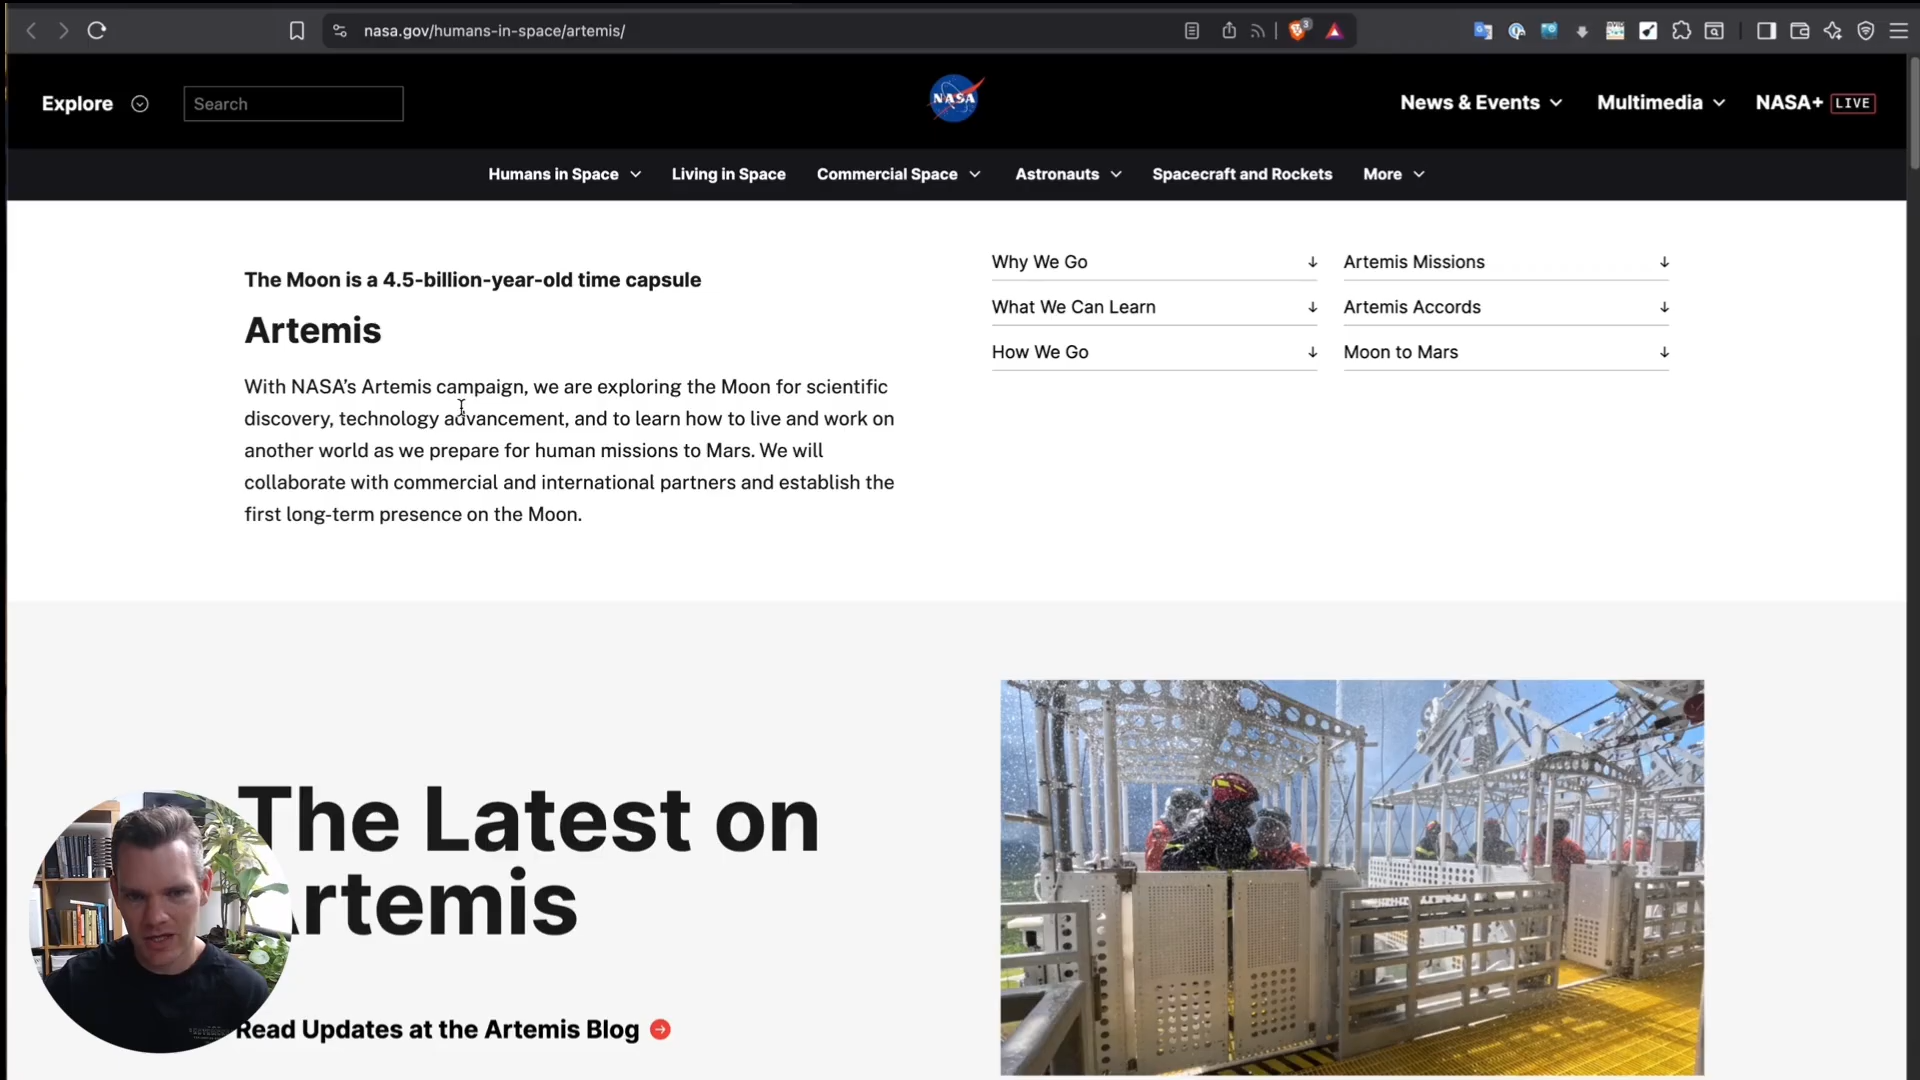 nasa.gov/humans-in-space/artemis/
3
Explore
Search
NASA
News & Events
Multimedia
NASA+ LIVE
Humans in Space
Living in Space
Commercial Space
Astronauts
Spacecraft and Rockets
More
The Moon is a 4.5-billion-year-old time capsule
Artemis
With NASA's Artemis campaign, we are exploring the Moon for scientific
discovery, technology advancement, and to learn how to live and work on
another world as we prepare for human missions to Mars. We will
collaborate with commercial and international partners and establish the
first long-term presence on the Moon.
Why We Go
What We Can Learn
How We Go
Artemis Missions
Artemis Accords
Moon to Mars
The Latest on
Artemis
Read Updates at the Artemis Blog